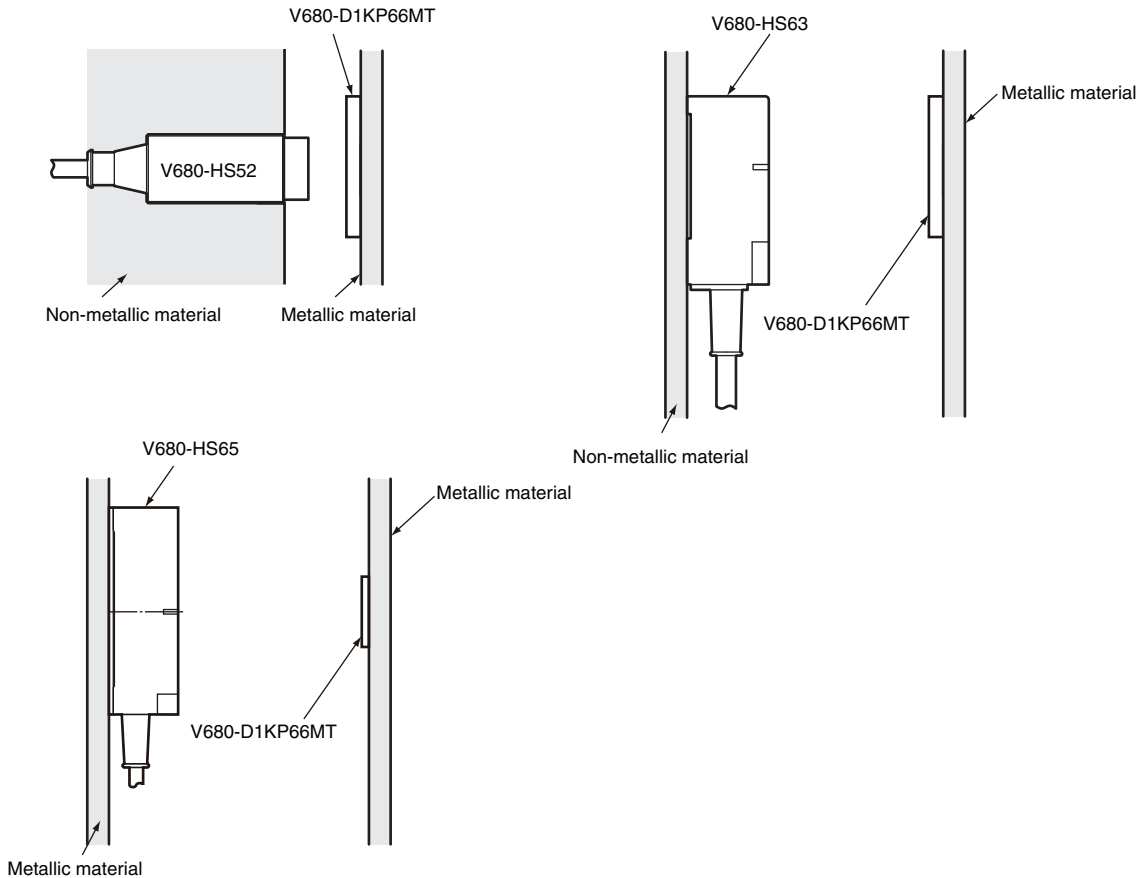 V680-D1KP66MT
V680-HS52
Non-metallic material
Metallic material
V680-HS63
Metallic material
V680-D1KP66MT
Non-metallic material
V680-HS65
Metallic material
V680-D1KP66MT
Metallic material